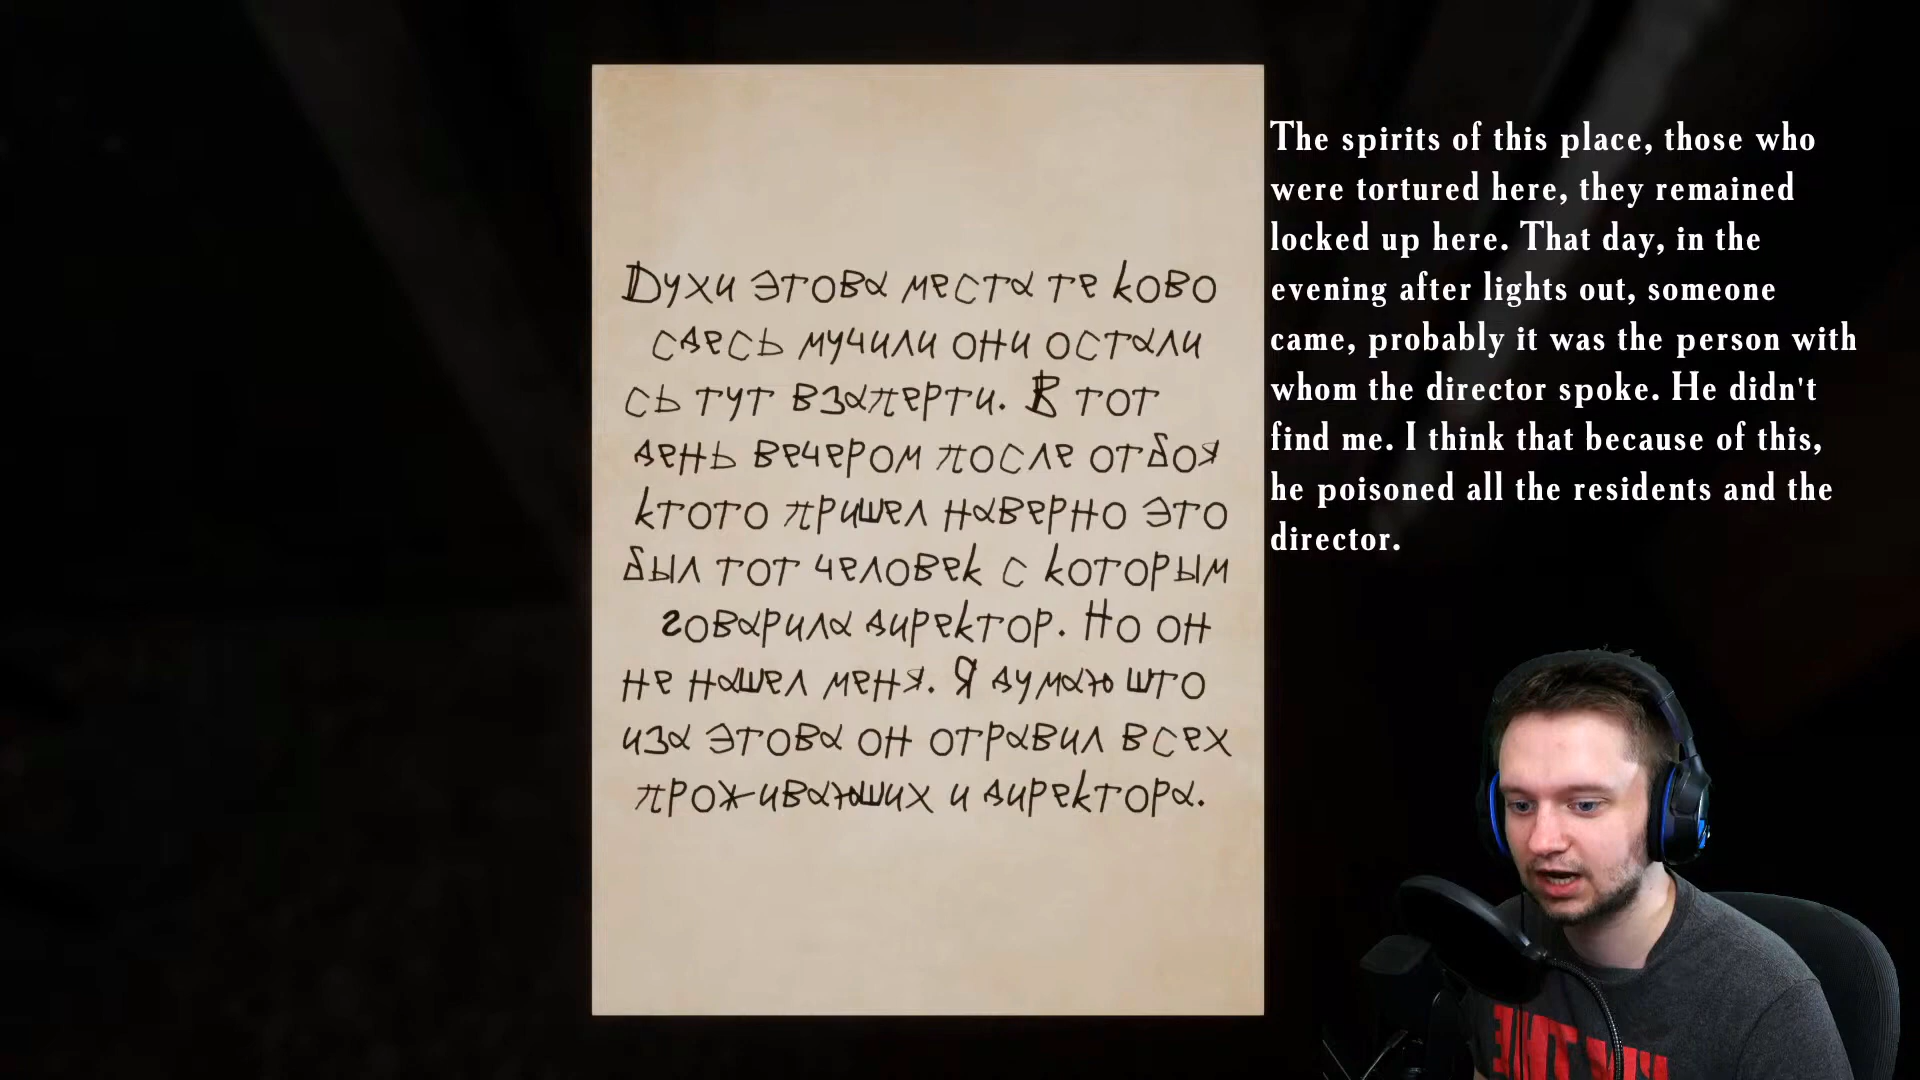 Духи этова места те ково
сдесь мучили они остали
сь тут взаперти. В тот
день вечером после отбоя
ктото пришел наверно это
был тот человек с которым
говарила директор. Но он
не нашел меня. Я думаю што
иза этова он отравил всех
проживаюших и директора.
The spirits of this place, those who
were tortured here, they remained
locked up here. That day, in the
evening after lights out, someone
came, probably it was the person with
whom the director spoke. He didn't
find me. I think that because of this,
he poisoned all the residents and the
director.